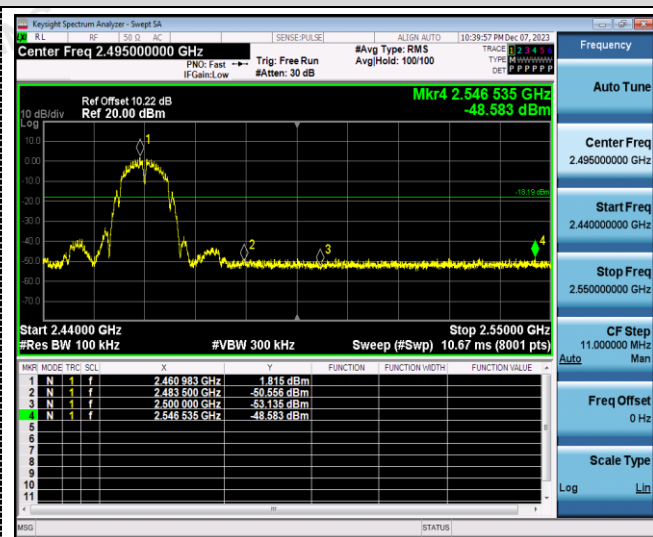 Keysight Spectrum Analyzer - Swept SA
RL RF 50 Ω AC SENSE:PULSE ALIGN AUTO 10:39:57 PM Dec 07, 2023
Center Freq 2.495000000 GHz #Avg Type: RMS TRACE 1 2 3 4 5 6
PNO: Fast Trig: Free Run Avg|Hold: 100/100 TYPE M WWWWW
IFGain:Low #Atten: 30 dB DET P P P P P P
Ref Offset 10.22 dB Mkr4 2.546 535 GHz
10 dB/div Ref 20.00 dBm -48.583 dBm
Log
10.0
0.00
-10.0
-20.0
-30.0
-40.0
-50.0
-60.0
-70.0
1
-18.19 dBm
2
3
4
Start 2.44000 GHz Stop 2.55000 GHz
#Res BW 100 kHz #VBW 300 kHz Sweep (#Swp) 10.67 ms (8001 pts)
MKR MODE TRC SCL X Y FUNCTION FUNCTION WIDTH FUNCTION VALUE
1 N 1 f 2.460 983 GHz 1.815 dBm
2 N 1 f 2.483 500 GHz -50.556 dBm
3 N 1 f 2.500 000 GHz -53.135 dBm
4 N 1 f 2.546 535 GHz -48.583 dBm
5
6
7
8
9
10
11
MSG STATUS
Frequency
Auto Tune
Center Freq
2.495000000 GHz
Start Freq
2.440000000 GHz
Stop Freq
2.550000000 GHz
CF Step
11.000000 MHz
Auto Man
Freq Offset
0 Hz
Scale Type
Log Lin